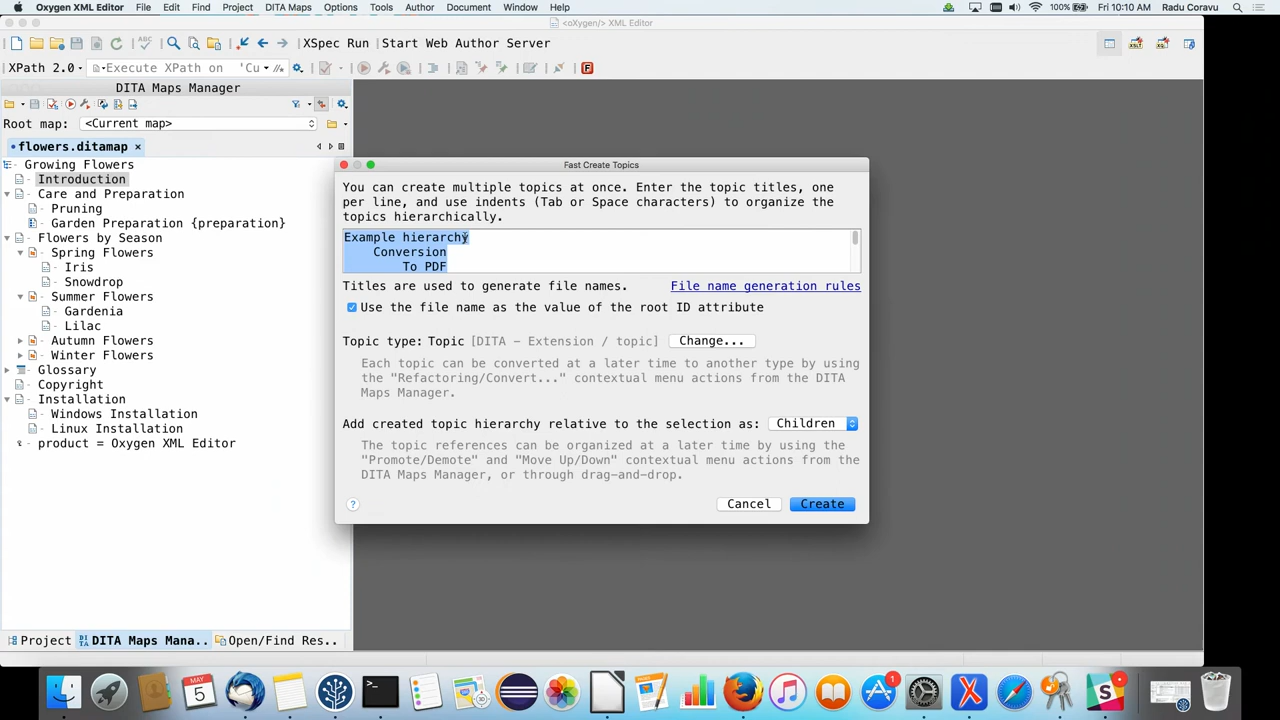 Oxygen XML Editor File Edit Find Project DITA Maps Options Tools Author Document Window Help 100% Fri 10:10 AM Radu Coravu
<oXygen/> XML Editor
XSpec Run Start Web Author Server
XPath 2.0 Execute XPath on 'Cu
DITA Maps Manager
Root map: <Current map>
flowers.ditamap
Growing Flowers
Introduction
Care and Preparation
Pruning
Garden Preparation {preparation}
Flowers by Season
Spring Flowers
Iris
Snowdrop
Summer Flowers
Gardenia
Lilac
Autumn Flowers
Winter Flowers
Glossary
Copyright
Installation
Windows Installation
Linux Installation
product = Oxygen XML Editor
Project DITA Maps Mana.. Open/Find Res..
Fast Create Topics
You can create multiple topics at once. Enter the topic titles, one
per line, and use indents (Tab or Space characters) to organize the
topics hierarchically.
Example hierarchy
Conversion
To PDF
Titles are used to generate file names. File name generation rules
Use the file name as the value of the root ID attribute
Topic type: Topic [DITA - Extension / topic] Change...
Each topic can be converted at a later time to another type by using
the "Refactoring/Convert..." contextual menu actions from the DITA
Maps Manager.
Add created topic hierarchy relative to the selection as: Children
The topic references can be organized at a later time by using the
"Promote/Demote" and "Move Up/Down" contextual menu actions from the
DITA Maps Manager, or through drag-and-drop.
? Cancel Create
MAY
5
1